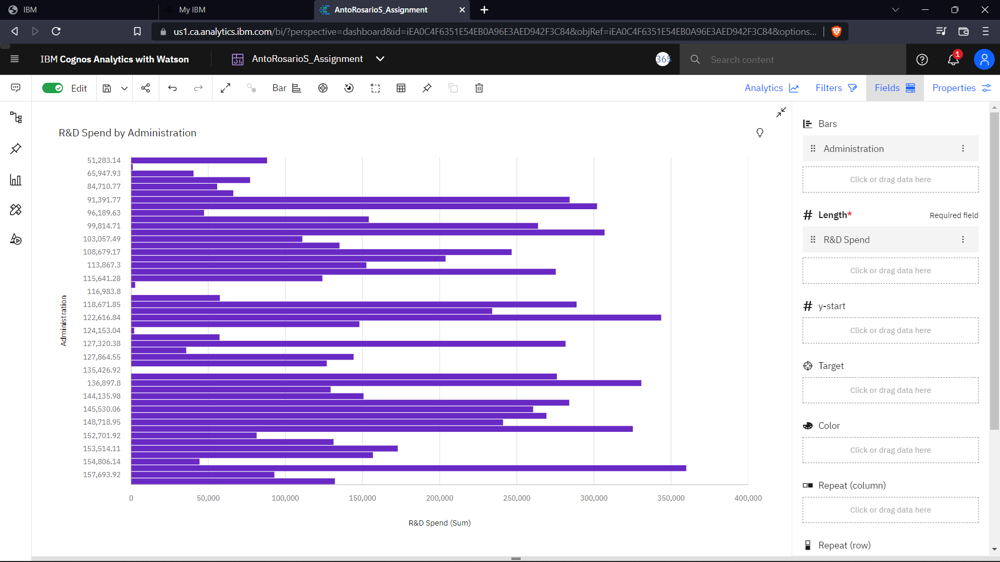 IBM
My IBM
AntoRosarioS_Assignment
us1.ca.analytics.ibm.com/bi/?perspective=dashboard&id=iEA0C4F6351E54EB0A96E3AED942F3C84&objRef=iEA0C4F6351E54EB0A96E3AED942F3C84&options...
IBM Cognos Analytics with Watson
AntoRosarioS_Assignment
365
Search content
1
Edit
Bar
Analytics
Filters
Fields
Properties
R&D Spend by Administration
Administration
51,283.14
65,947.93
84,710.77
91,391.77
96,189.63
99,814.71
103,057.49
108,679.17
113,867.3
115,641.28
116,983.8
118,671.85
122,616.84
124,153.04
127,320.38
127,864.55
135,426.92
136,897.8
144,135.98
145,530.06
148,718.95
152,701.92
153,514.11
154,806.14
157,693.92
0 50,000 100,000 150,000 200,000 250,000 300,000 350,000 400,000
R&D Spend (Sum)
Bars
Administration
Click or drag data here
# Length* Required field
R&D Spend
Click or drag data here
# y-start
Click or drag data here
Target
Click or drag data here
Color
Click or drag data here
Repeat (column)
Click or drag data here
Repeat (row)